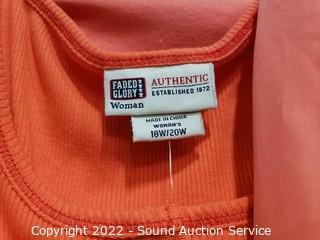 FADED
GLORY
AUTHENTIC
ESTABLISHED 1972
Woman
MADE IN CHINA
WOMAN'S
18W/20W
Copyright 2022 - Sound Auction Service